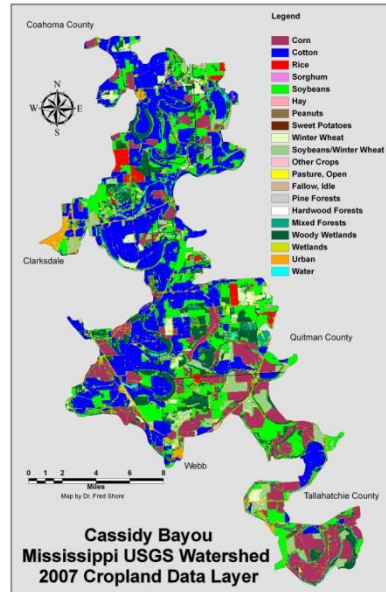 Coahoma County
Legend
Corn
Cotton
Rice
Sorghum
Soybeans
Hay
Peanuts
Sweet Potatoes
Winter Wheat
Soybeans/Winter Wheat
Other Crops
Pasture, Open
Fallow, Idle
Pine Forests
Hardwood Forests
Mixed Forests
Woody Wetlands
Wetlands
Urban
Water
N
W E
S
Clarksdale
Quitman County
Webb
Tallahatchie County
0 1 2 4 6 8
Miles
Map by Dr. Fred Shore
Cassidy Bayou
Mississippi USGS Watershed
2007 Cropland Data Layer